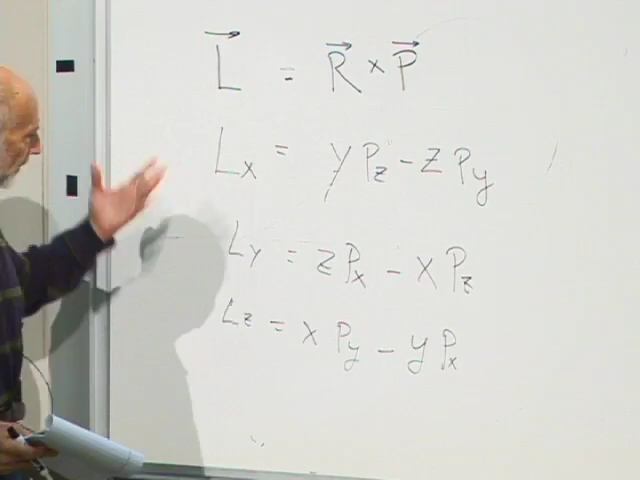 L⃗ = R⃗ × P⃗
Lx = y Pz - z Py
Ly = z Px - x Pz
Lz = x Py - y Px